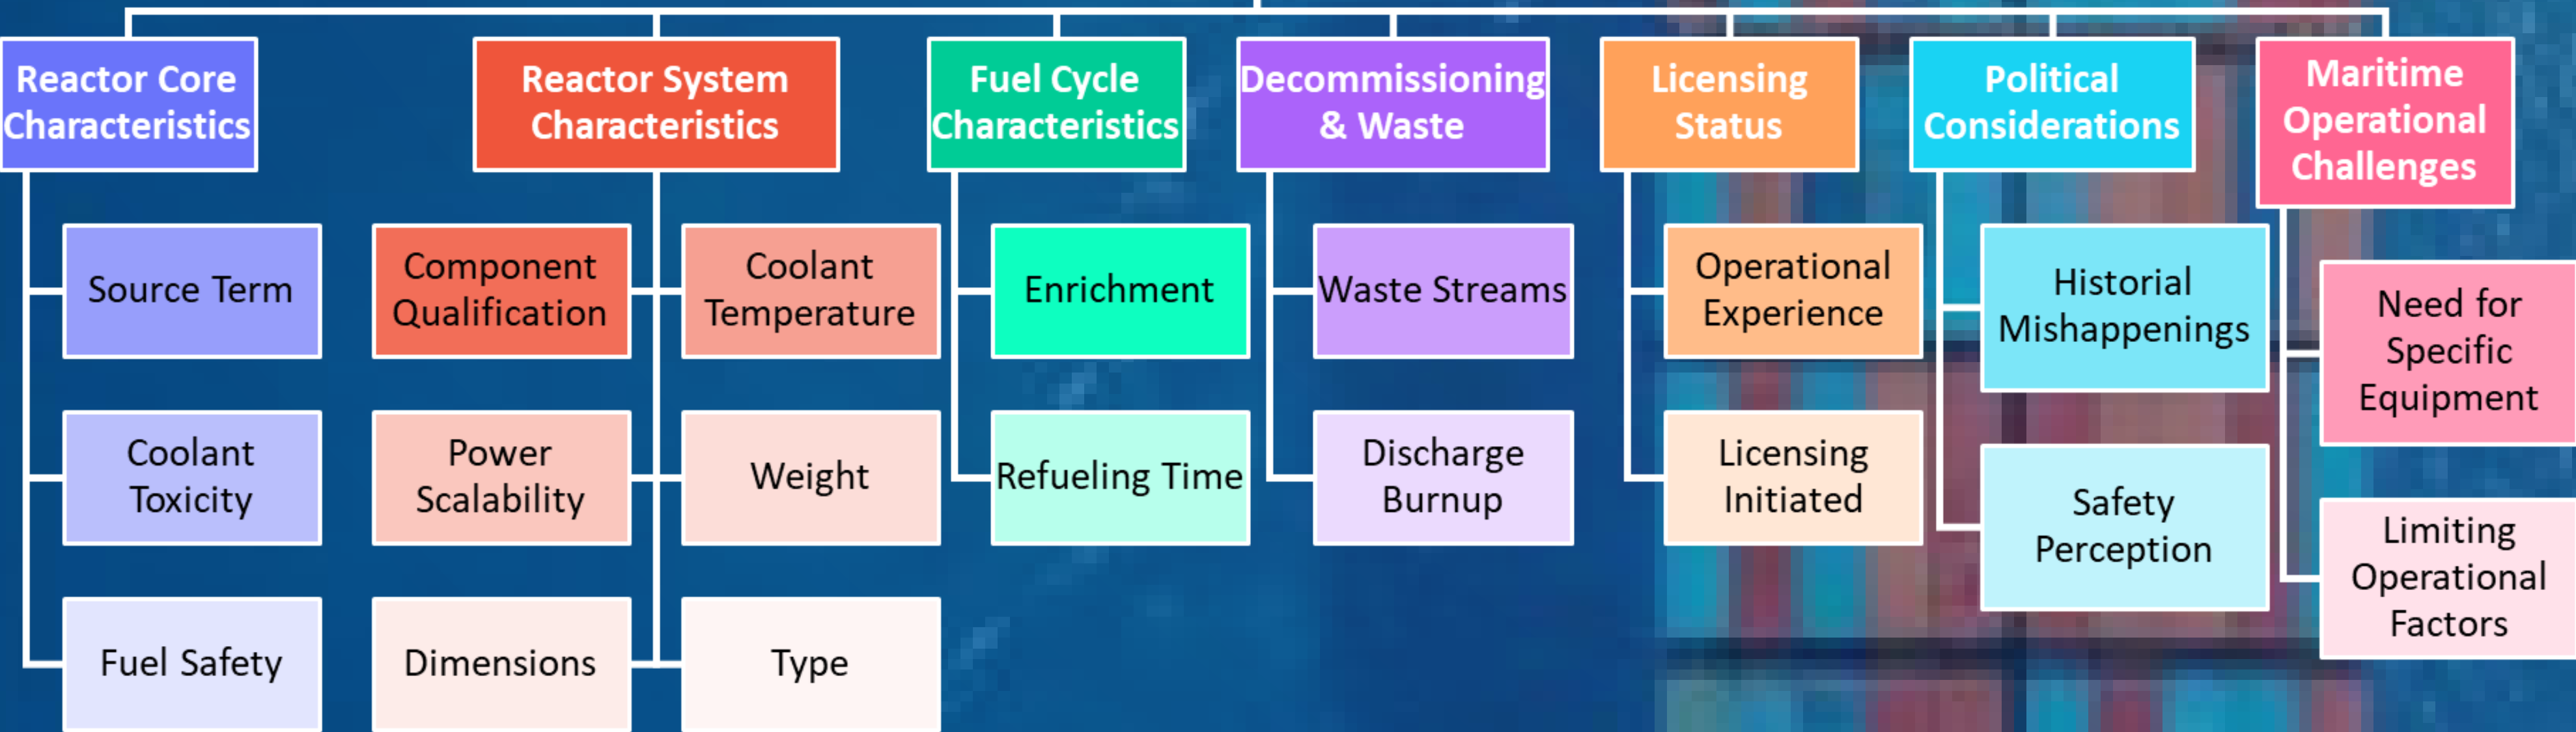 Reactor Core
Characteristics
Reactor System
Characteristics
Fuel Cycle
Characteristics
Decommissioning
& Waste
Licensing
Status
Political
Considerations
Maritime
Operational
Challenges
Source Term
Coolant
Toxicity
Fuel Safety
Component
Qualification
Coolant
Temperature
Power
Scalability
Weight
Dimensions
Type
Enrichment
Refueling Time
Waste Streams
Discharge
Burnup
Operational
Experience
Licensing
Initiated
Historial
Mishappenings
Safety
Perception
Need for
Specific
Equipment
Limiting
Operational
Factors